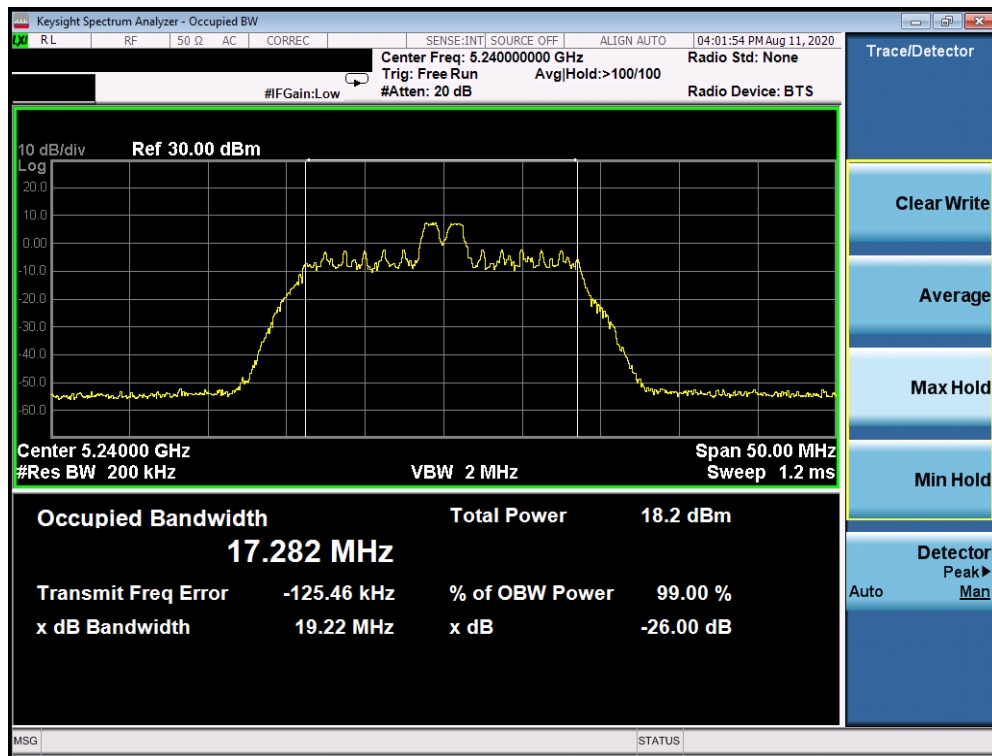 Keysight Spectrum Analyzer - Occupied BW
LXI RL RF 50 Ω AC CORREC SENSE:INT SOURCE OFF ALIGN AUTO 04:01:54 PM Aug 11, 2020
Center Freq: 5.240000000 GHz Radio Std: None
Trig: Free Run Avg|Hold:>100/100
#IFGain:Low #Atten: 20 dB Radio Device: BTS
Trace/Detector
10 dB/div Ref 30.00 dBm
Log
20.0
10.0
0.00
-10.0
-20.0
-30.0
-40.0
-50.0
-60.0
Center 5.24000 GHz Span 50.00 MHz
#Res BW 200 kHz VBW 2 MHz Sweep 1.2 ms
Occupied Bandwidth Total Power 18.2 dBm
17.282 MHz
Transmit Freq Error -125.46 kHz % of OBW Power 99.00 %
x dB Bandwidth 19.22 MHz x dB -26.00 dB
Clear Write
Average
Max Hold
Min Hold
Detector
Peak▶
Auto Man
MSG STATUS